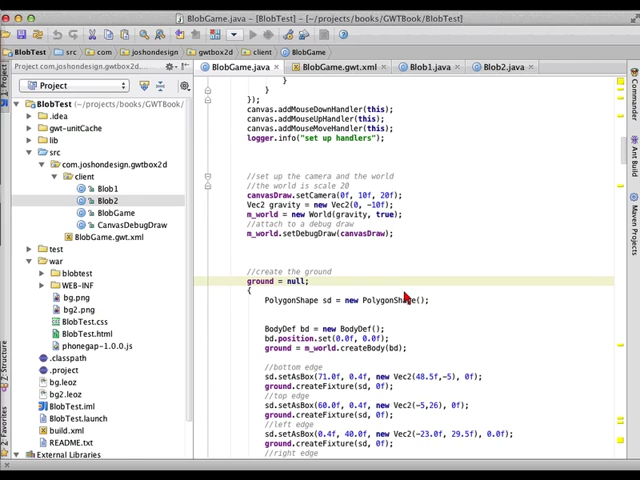 BlobGame.java - [BlobTest] - [~/projects/books/GWTBook/BlobTest]
BlobTest
src
com
joshondesign
gwtbox2d
client
BlobGame
1: Project
Project
BlobTest (~/projects/books/GWTBook/
.idea
gwt-unitCache
lib
src
com.joshondesign.gwtbox2d
client
Blob1
Blob2
BlobGame
CanvasDebugDraw
BlobGame.gwt.xml
test
war
blobtest
WEB-INF
bg.png
bg2.png
BlobTest.css
BlobTest.html
phonegap-1.0.0.js
.classpath
.project
bg.leoz
bg2.leoz
BlobTest.iml
BlobTest.launch
build.xml
README.txt
External Libraries
7: Structure
2: Favorites
BlobGame.java
BlobGame.gwt.xml
Blob1.java
Blob2.java
}
}
});
canvas.addMouseDownHandler(this);
canvas.addMouseUpHandler(this);
canvas.addMouseMoveHandler(this);
logger.info("set up handlers");
//set up the camera and the world
//the world is scale 20
canvasDraw.setCamera(0f, 10f, 20f);
Vec2 gravity = new Vec2(0, -10f);
m_world = new World(gravity, true);
//attach to a debug draw
m_world.setDebugDraw(canvasDraw);
//create the ground
ground = null;
{
PolygonShape sd = new PolygonShape();
BodyDef bd = new BodyDef();
bd.position.set(0.0f, 0.0f);
ground = m_world.createBody(bd);
//bottom edge
sd.setAsBox(71.0f, 0.4f, new Vec2(48.5f,-5), 0f);
ground.createFixture(sd, 0f);
//top edge
sd.setAsBox(60.0f, 0.4f, new Vec2(-5,26), 0f);
ground.createFixture(sd, 0f);
//left edge
sd.setAsBox(0.4f, 40.0f, new Vec2(-23.0f, 29.5f), 0.0f);
ground.createFixture(sd, 0f);
//right edge
Commander
Ant Build
Maven Projects